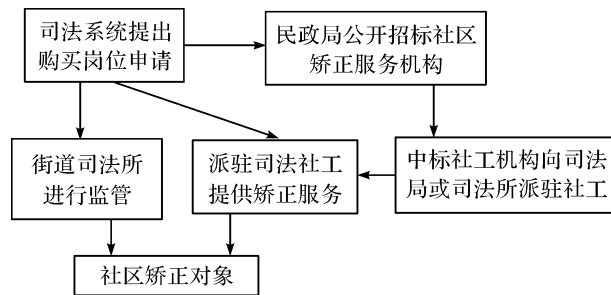 司法系统提出
购买岗位申请
民政局公开招标社区
矫正服务机构
街道司法所
进行监管
派驻司法社工
提供矫正服务
中标社工机构向司法
局或司法所派驻社工
社区矫正对象